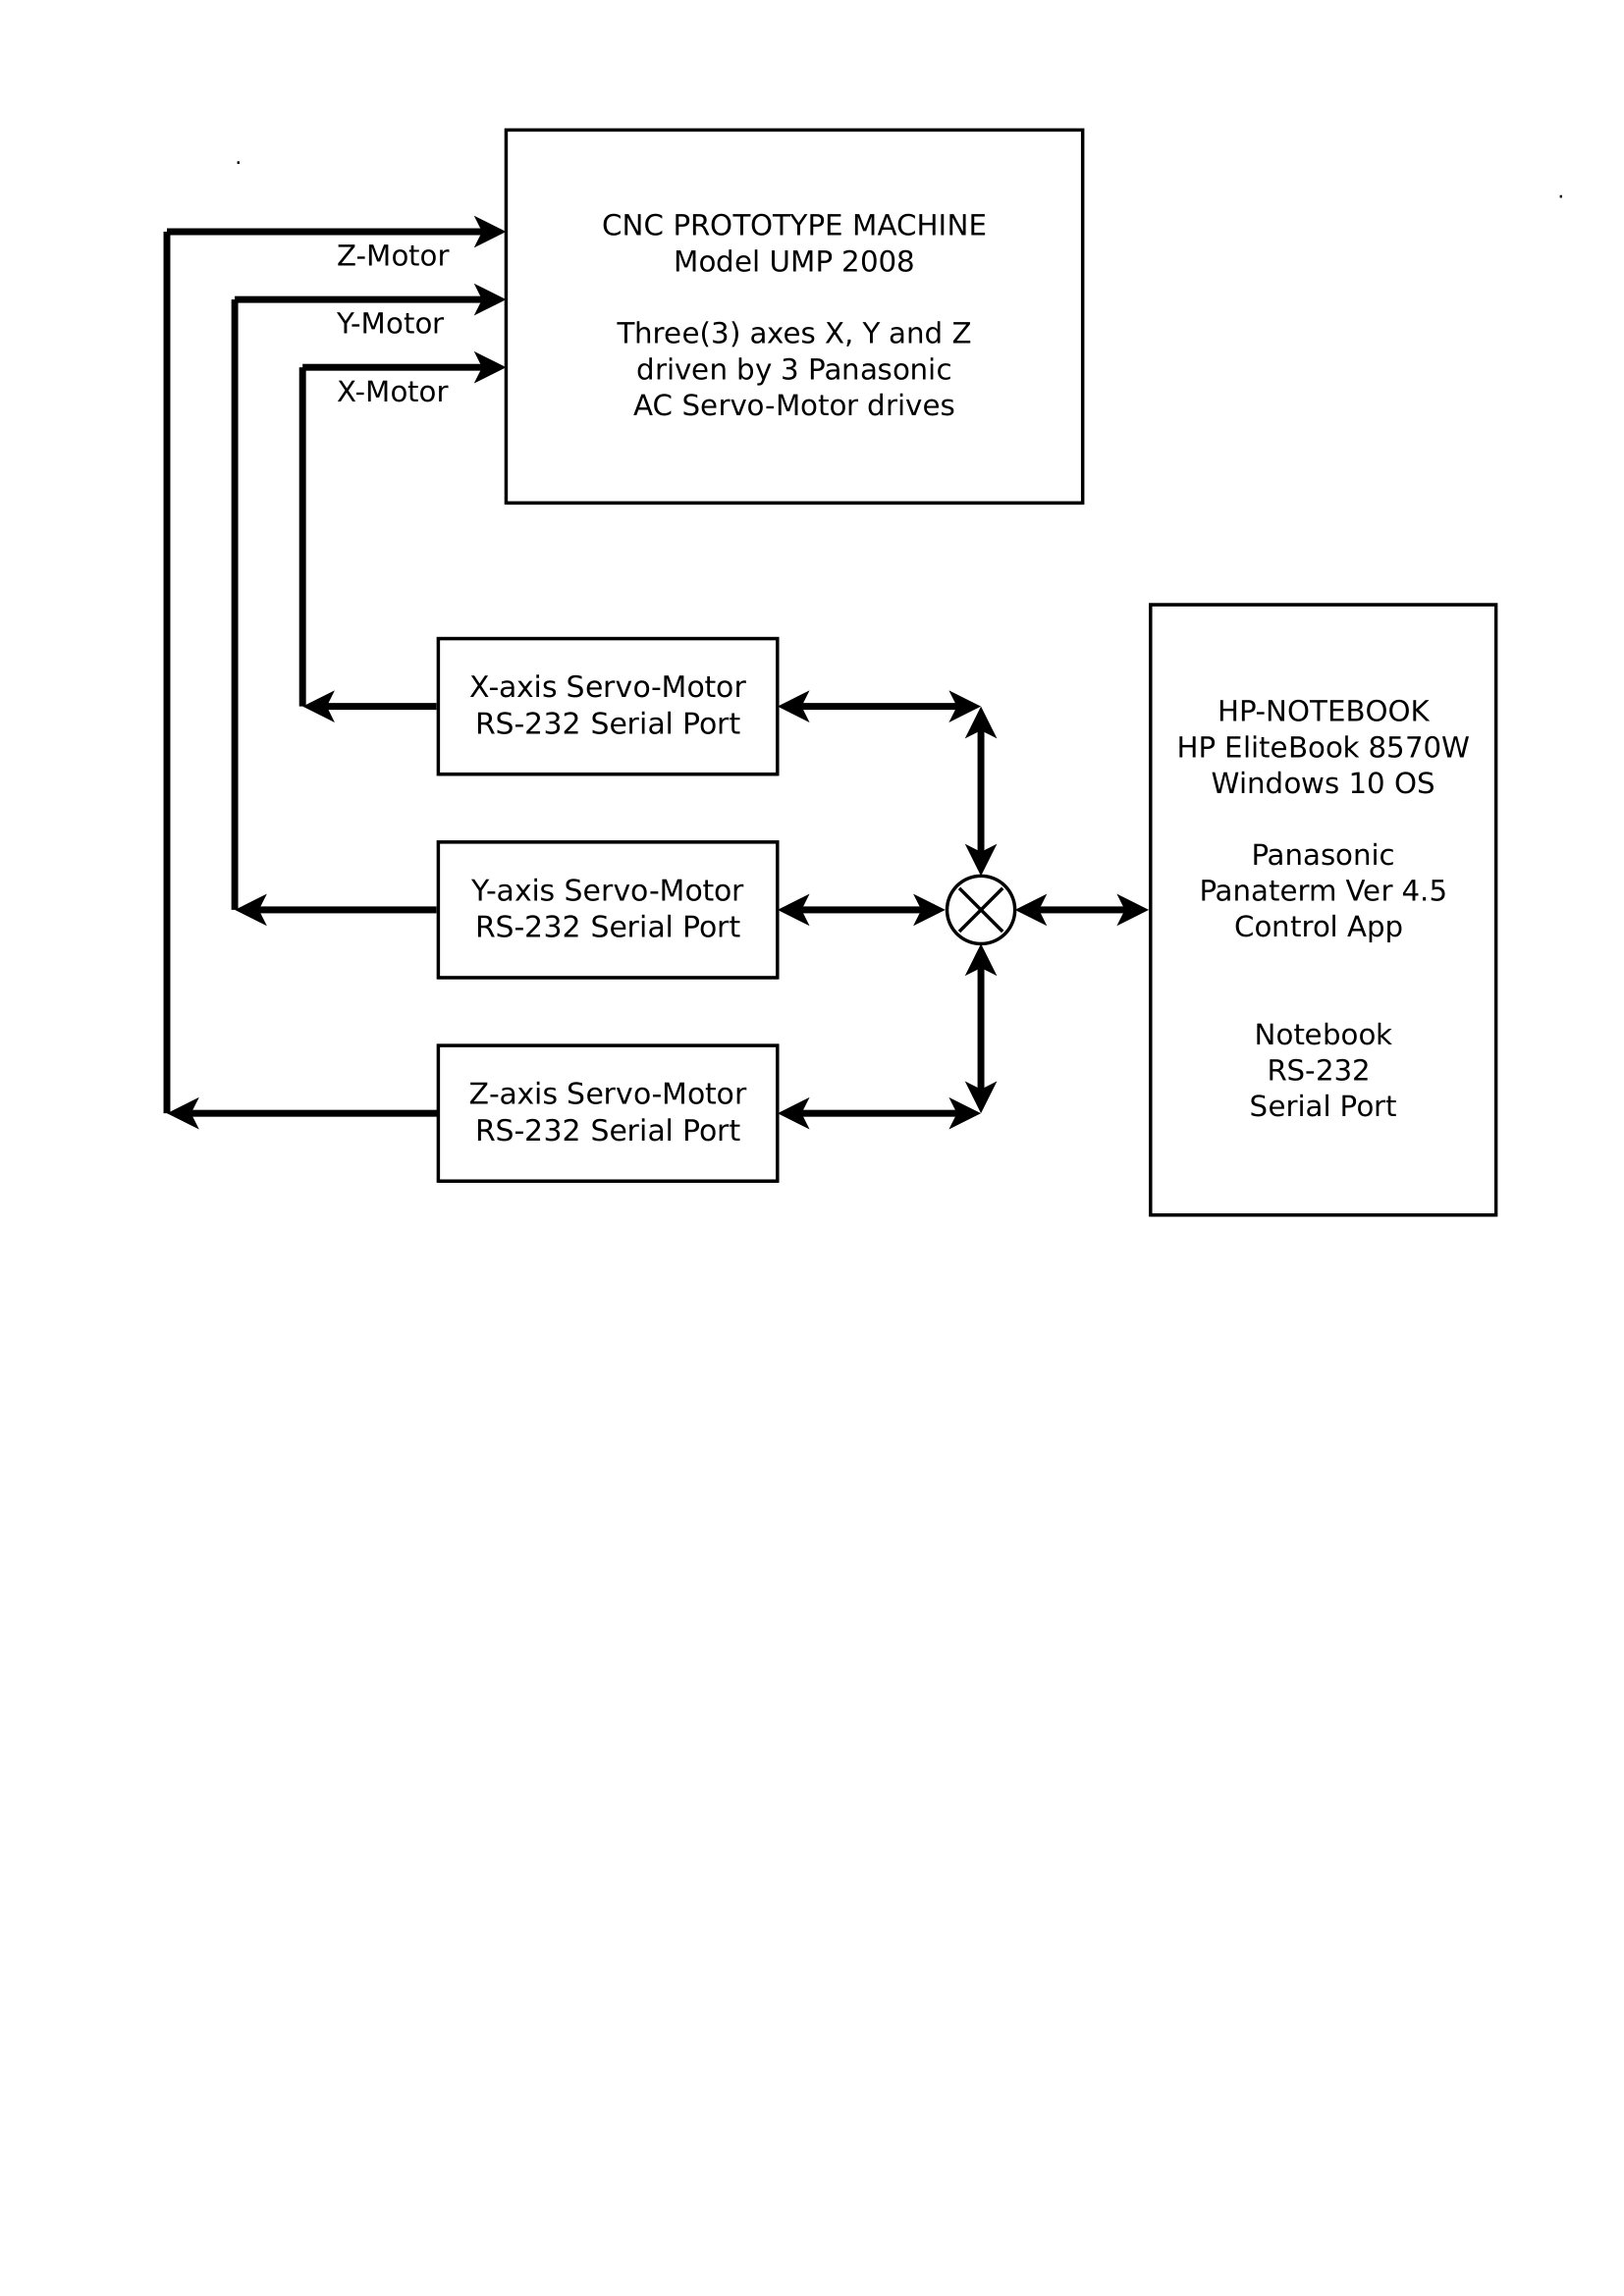 CNC PROTOTYPE MACHINE
Model UMP 2008
Three(3) axes X, Y and Z
driven by 3 Panasonic
AC Servo-Motor drives
Z-Motor
Y-Motor
X-Motor
X-axis Servo-Motor
RS-232 Serial Port
Y-axis Servo-Motor
RS-232 Serial Port
Z-axis Servo-Motor
RS-232 Serial Port
HP-NOTEBOOK
HP EliteBook 8570W
Windows 10 OS
Panasonic
Panaterm Ver 4.5
Control App
Notebook
RS-232
Serial Port